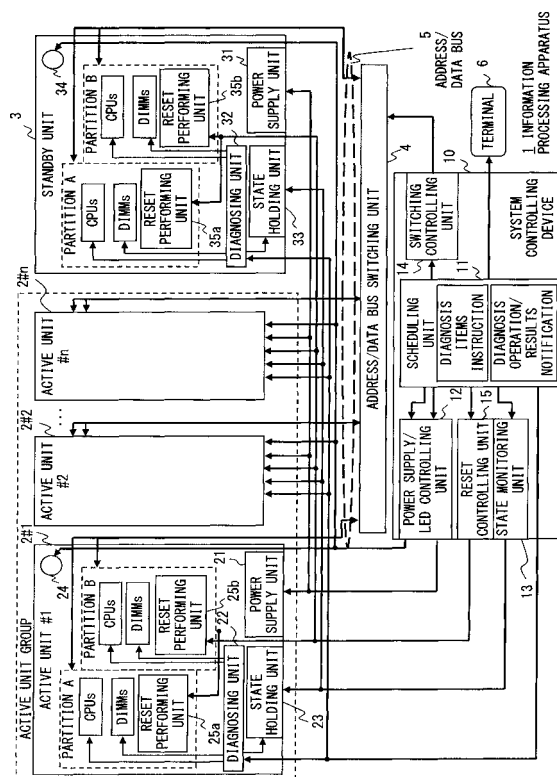 1 INFORMATION
PROCESSING APPARATUS
ACTIVE UNIT GROUP
2#1
ACTIVE UNIT #1
24
PARTITION A
CPUs
DIMMs
RESET
PERFORMING
UNIT
25a
PARTITION B
CPUs
DIMMs
RESET
PERFORMING
UNIT
25b
22
DIAGNOSING UNIT
21
POWER
SUPPLY UNIT
STATE
HOLDING UNIT
23
2#2
ACTIVE UNIT
#2
...
2#n
ACTIVE UNIT
#n
3
STANDBY UNIT
34
PARTITION A
CPUs
DIMMs
RESET
PERFORMING
UNIT
35a
PARTITION B
CPUs
DIMMs
RESET
PERFORMING
UNIT
35b
32
DIAGNOSING UNIT
31
POWER
SUPPLY UNIT
STATE
HOLDING UNIT
33
5
ADDRESS/
DATA BUS
ADDRESS/DATA BUS SWITCHING UNIT
4
POWER SUPPLY/
LED CONTROLLING
UNIT
12
RESET
CONTROLLING UNIT
15
STATE MONITORING
UNIT
13
SCHEDULING
UNIT
11
DIAGNOSIS
ITEMS
INSTRUCTION
DIAGNOSIS
OPERATION/
RESULTS
NOTIFICATION
14
SWITCHING
CONTROLLING
UNIT
10
SYSTEM
CONTROLLING
DEVICE
6
TERMINAL